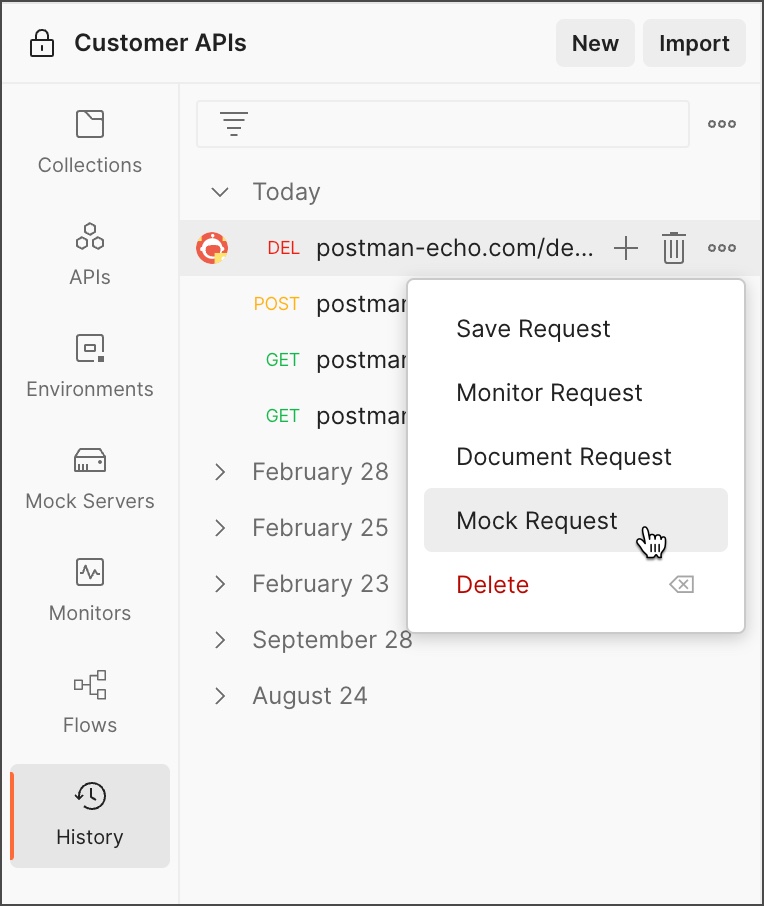 Customer APIs
New
Import
Collections
APIs
Environments
Mock Servers
Monitors
Flows
History
Today
DEL postman-echo.com/de...
POST postman
GET postman
GET postman
February 28
February 25
February 23
September 28
August 24
Save Request
Monitor Request
Document Request
Mock Request
Delete